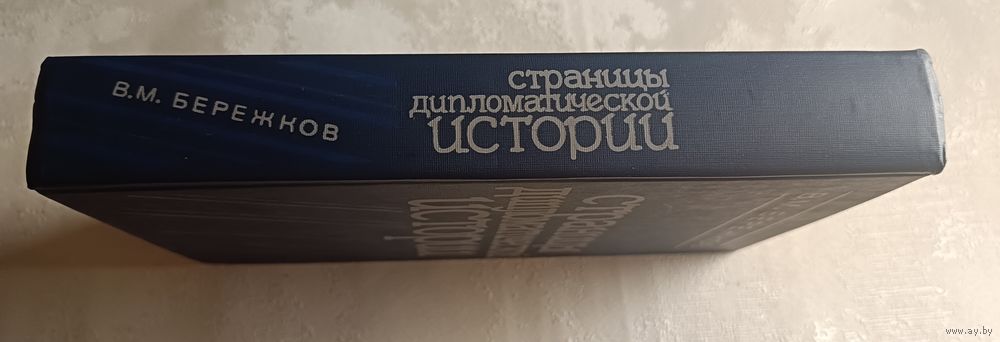 В.М. БЕРЕЖКОВ
СТРАНИЦЫ
ДИПЛОМАТИЧЕСКОЙ
ИСТОРИИ
www.ay.by